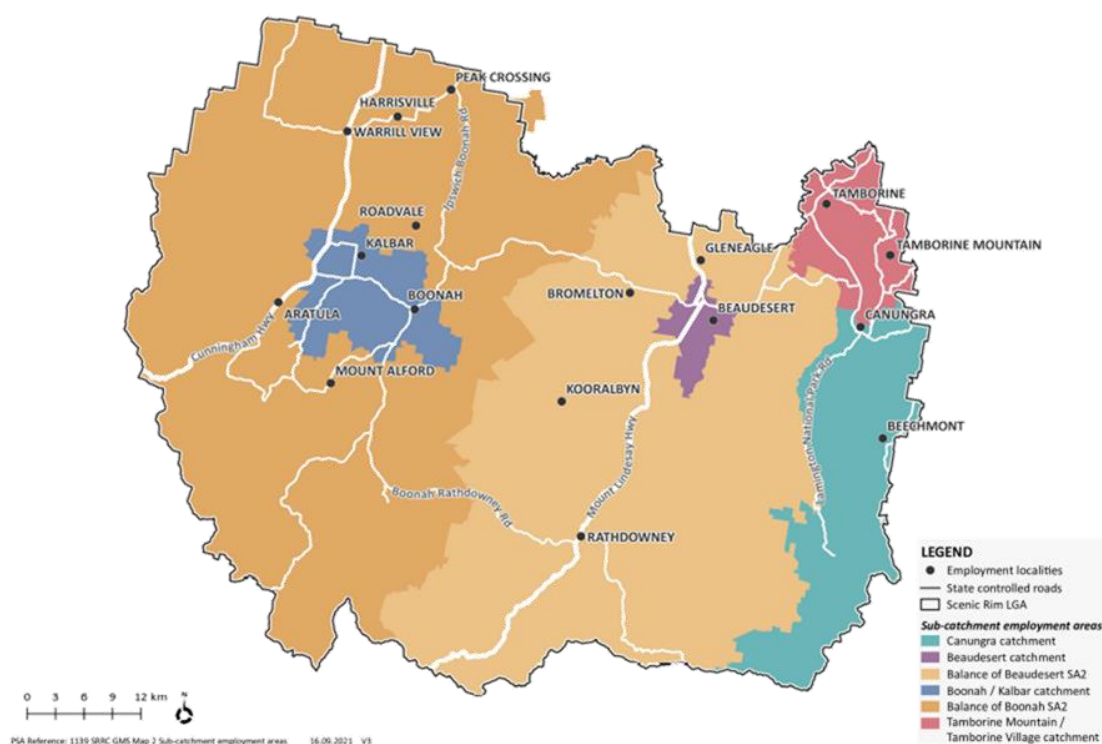 PEAK CROSSING
HARRISVILLE
WARRILL VIEW
Ipswich Boonah Rd
TAMBORINE
ROADVALE
KALBAR
GLENEAGLE
TAMBORINE MOUNTAIN
BROMELTON
BOONAH
ARATULA
BEAUDESERT
CANUNGRA
Cunningham Hwy
MOUNT ALFORD
KOORALBYN
Tamington National Park Rd
BEECHMONT
Mount Lindesay Hwy
Boonah Rathdowney Rd
RATHDOWNEY
LEGEND
Employment localities
State controlled roads
Scenic Rim LGA
Sub-catchment employment areas
Canungra catchment
Beaudesert catchment
Balance of Beaudesert SA2
Boonah / Kalbar catchment
Balance of Boonah SA2
Tamborine Mountain /
Tamborine Village catchment
0 3 6 9 12 km
N
PSA Reference: 1139 SRRC GMS Map 2 Sub-catchment employment areas 16.09.2021 V3